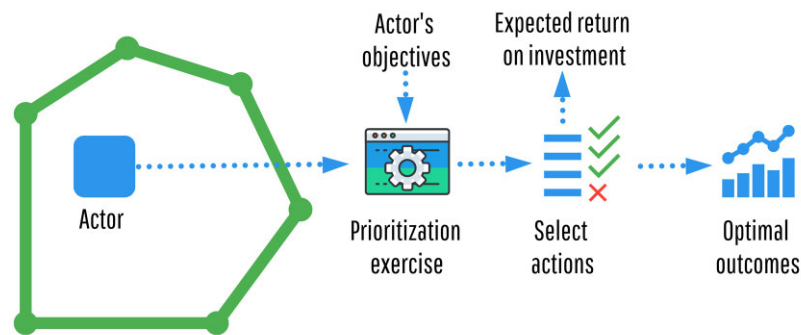 Actor's
objectives
Expected return
on investment
Actor
Prioritization
exercise
Select
actions
Optimal
outcomes